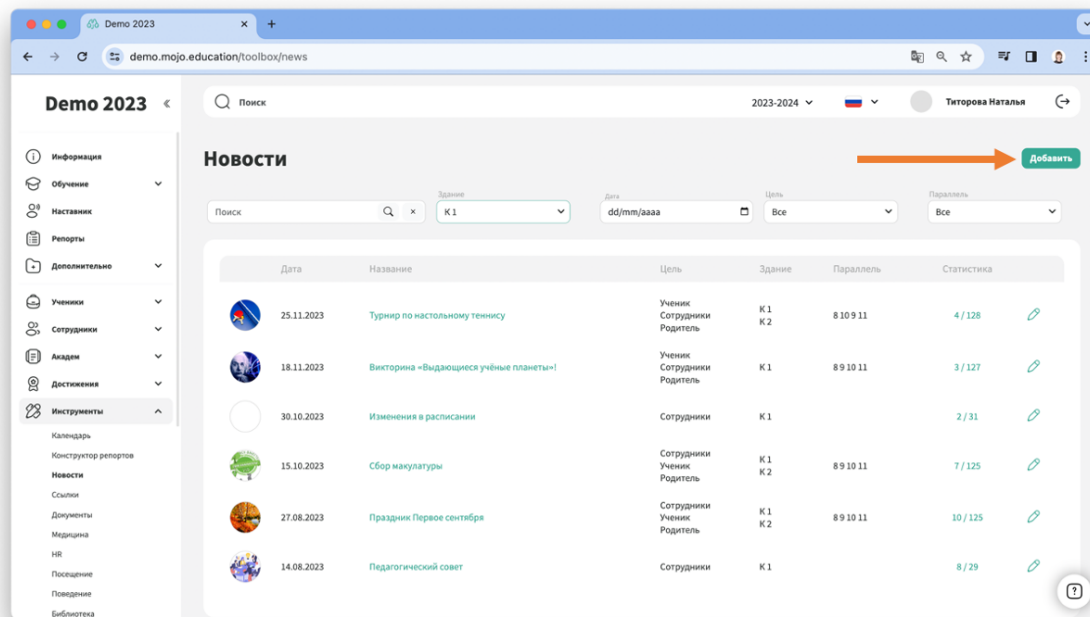 Demo 2023
demo.mojo.education/toolbox/news
Demo 2023
Поиск
2023-2024
Титорова Наталья
Информация
Обучение
Наставник
Репорты
Дополнительно
Ученики
Сотрудники
Академ
Достижения
Инструменты
Календарь
Конструктор репортов
Новости
Ссылки
Документы
Медицина
HR
Посещение
Поведение
Библиотека
Новости
Добавить
Поиск
Здание
К 1
Дата
dd/mm/aaaa
Цель
Все
Параллель
Все
Дата Название Цель Здание Параллель Статистика
25.11.2023 Турнир по настольному теннису Ученик Сотрудники Родитель К 1 К 2 8 10 9 11 4 / 128
18.11.2023 Викторина «Выдающиеся учёные планеты»! Ученик Сотрудники Родитель К 1 8 9 10 11 3 / 127
30.10.2023 Изменения в расписании Сотрудники К 1 2 / 31
15.10.2023 Сбор макулатуры Сотрудники Ученик Родитель К 1 К 2 8 9 10 11 7 / 125
27.08.2023 Праздник Первое сентября Сотрудники Ученик Родитель К 1 К 2 8 9 10 11 10 / 125
14.08.2023 Педагогический совет Сотрудники К 1 8 / 29